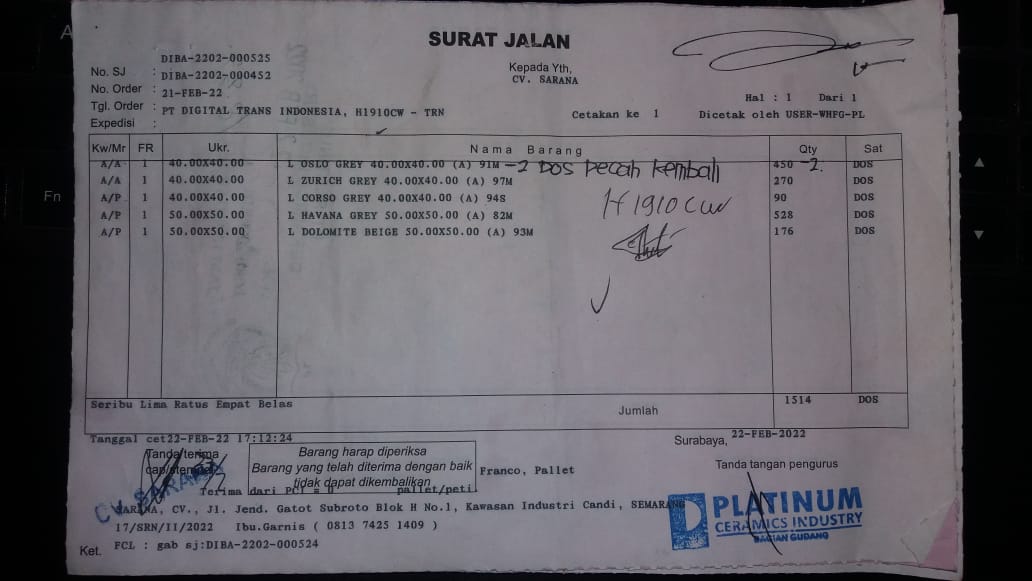 SURAT JALAN
Kepada Yth,
CV. SARANA
DIBA-2202-000525
No. SJ : DIBA-2202-000452
No. Order : 21-FEB-22
Tgl. Order : PT DIGITAL TRANS INDONESIA, H1910CW - TRN
Expedisi :
Hal : 1 Dari 1
Cetakan ke 1 Dicetak oleh USER-WHFG-PL
Kw/Mr FR Ukr. Nama Barang Qty Sat
A/A 1 40.00X40.00 L OSLO GREY 40.00X40.00 (A) 91M - 2 DOS Pecah Kembali 450 -2. DOS
A/A 1 40.00X40.00 L ZURICH GREY 40.00X40.00 (A) 97M 270 DOS
A/P 1 40.00X40.00 L CORSO GREY 40.00X40.00 (A) 94S 90 DOS
H 1910 CW
A/P 1 50.00X50.00 L HAVANA GREY 50.00X50.00 (A) 82M 528 DOS
A/P 1 50.00X50.00 L DOLOMITE BEIGE 50.00X50.00 (A) 93M 176 DOS
Seribu Lima Ratus Empat Belas Jumlah 1514 DOS
Tanggal cet22-FEB-22 17:12:24
Surabaya, 22-FEB-2022
Tanda terima
cap/stempel
Barang harap diperiksa
Barang yang telah diterima dengan baik
tidak dapat dikembalikan
Franco, Pallet
Tanda tangan pengurus
CV. SARANA
Terima dari PCI = 0 pallet/peti.
SARANA, CV., Jl. Jend. Gatot Subroto Blok H No.1, Kawasan Industri Candi, SEMARANG
17/SRN/II/2022 Ibu.Garnis ( 0813 7425 1409 )
Ket. FCL : gab sj:DIBA-2202-000524
PLATINUM
CERAMICS INDUSTRY
BAGIAN GUDANG
Fn